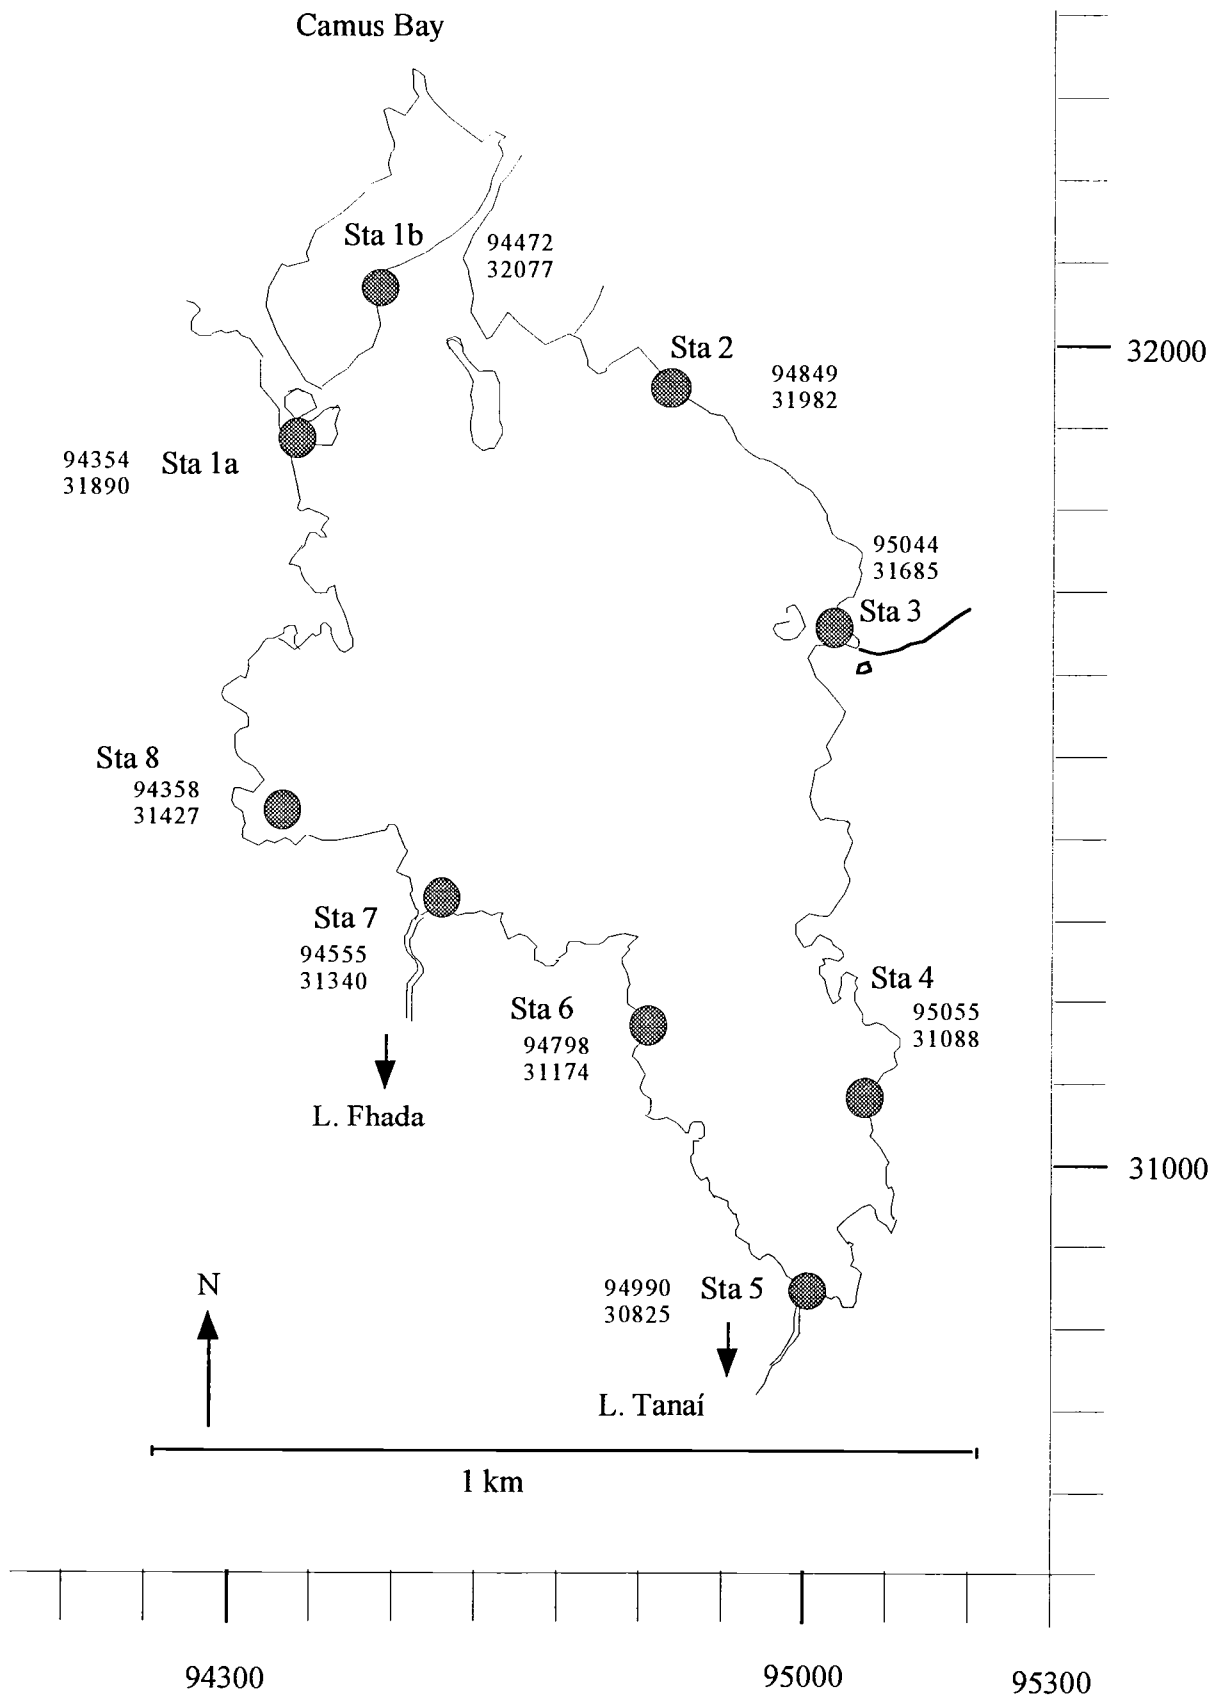 Camus Bay
Sta 1b
94472
32077
Sta 2
32000
94849
31982
94354
31890
Sta 1a
95044
31685
Sta 3
Sta 8
94358
31427
Sta 7
94555
31340
Sta 6
94798
31174
Sta 4
95055
31088
L. Fhada
31000
N
94990
30825
Sta 5
L. Tanaí
1 km
94300
95000
95300